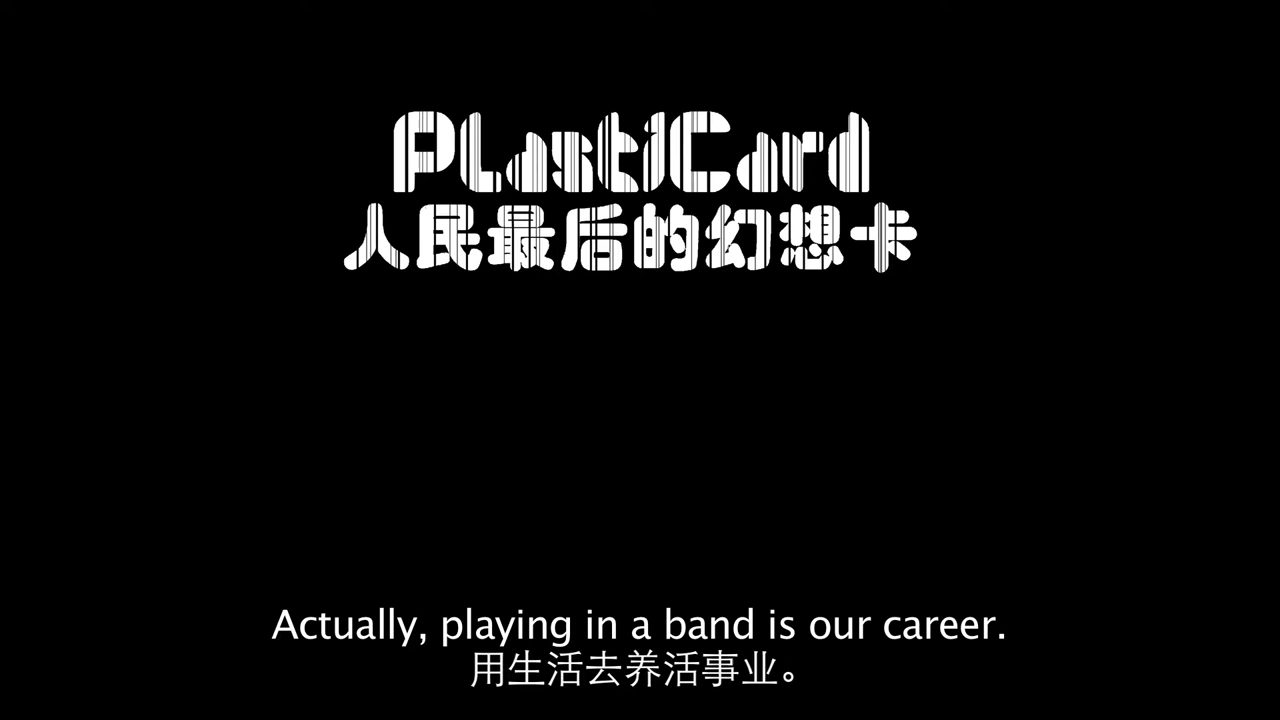 PLastiCard
人民最后的幻想卡
Actually, playing in a band is our career.
用生活去养活事业。